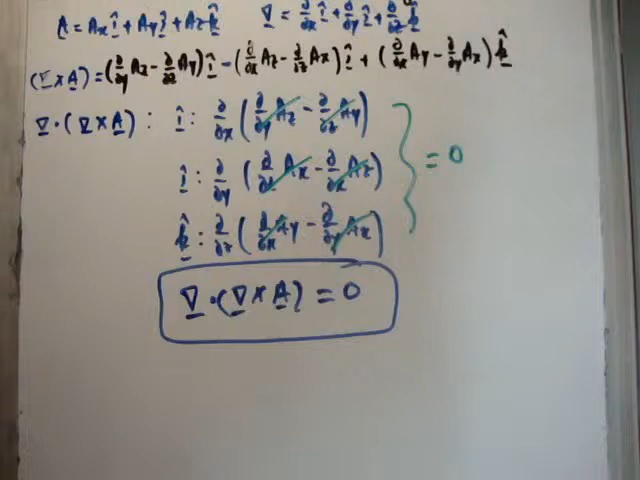 A = Ax î + Ay ĵ + Az k̂   ∇ = ∂/∂x î + ∂/∂y ĵ + ∂/∂z k̂
(∇×A) = (∂/∂y Az − ∂/∂z Ay) î − (∂/∂x Az − ∂/∂z Ax) ĵ + (∂/∂x Ay − ∂/∂y Ax) k̂
∇·(∇×A) : î : ∂/∂x (∂/∂y Az − ∂/∂z Ay)
ĵ : ∂/∂y (∂/∂z Ax − ∂/∂x Az) = 0
k̂ : ∂/∂z (∂/∂x Ay − ∂/∂y Ax)
∇·(∇×A) = 0